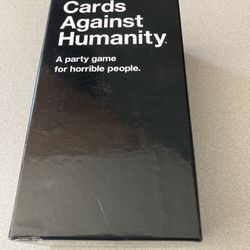 Cards
Against
Humanity.
A party game
for horrible people.